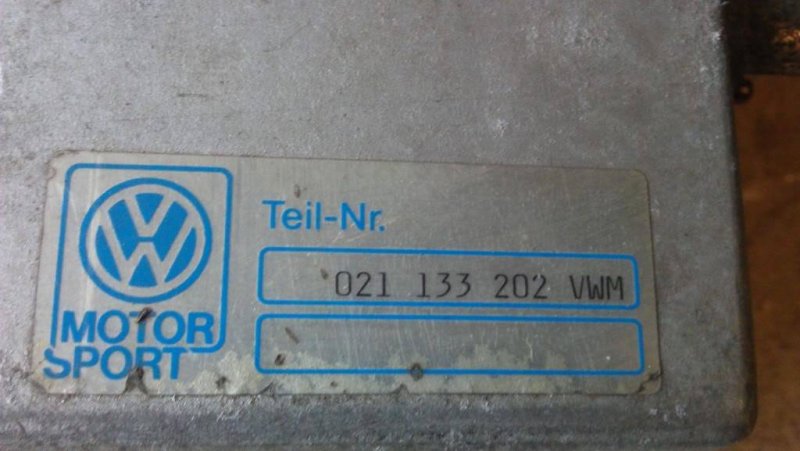 VW
MOTOR
SPORT
Teil-Nr.
021 133 202 VWM